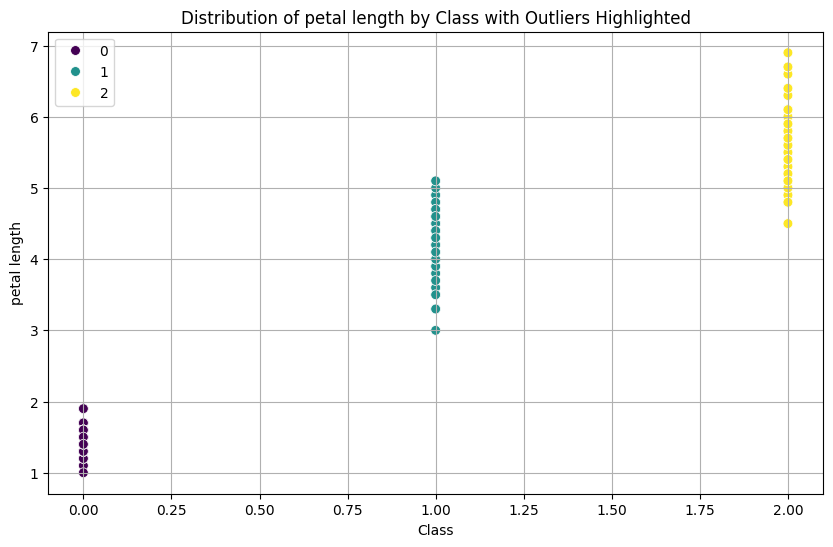 Distribution of petal length by Class with Outliers Highlighted
0
1
2
7
6
5
4
3
2
1
petal length
0.00 0.25 0.50 0.75 1.00 1.25 1.50 1.75 2.00
Class